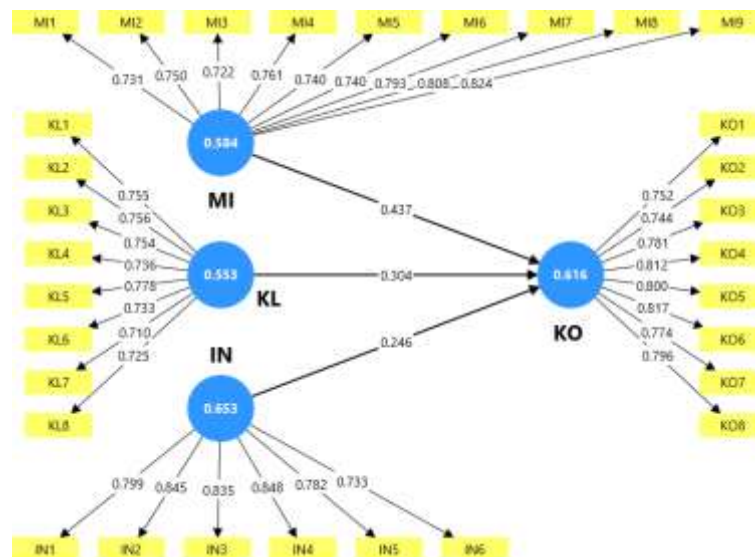 MI1 MI2 MI3 MI4 MI5 MI6 MI7 MI8 MI9
0.731 0.750 0.722 0.761 0.740 0.740 0.793 0.808 0.824
0.584
MI
KL1
KL2
KL3
KL4
KL5
KL6
KL7
KL8
0.755
0.756
0.754
0.736
0.778
0.733
0.710
0.725
0.553
KL
IN
0.653
0.437
0.304
0.246
0.616
KO
0.752
0.744
0.781
0.812
0.800
0.817
0.774
0.796
KO1
KO2
KO3
KO4
KO5
KO6
KO7
KO8
0.799 0.845 0.835 0.848 0.782 0.733
IN1 IN2 IN3 IN4 IN5 IN6